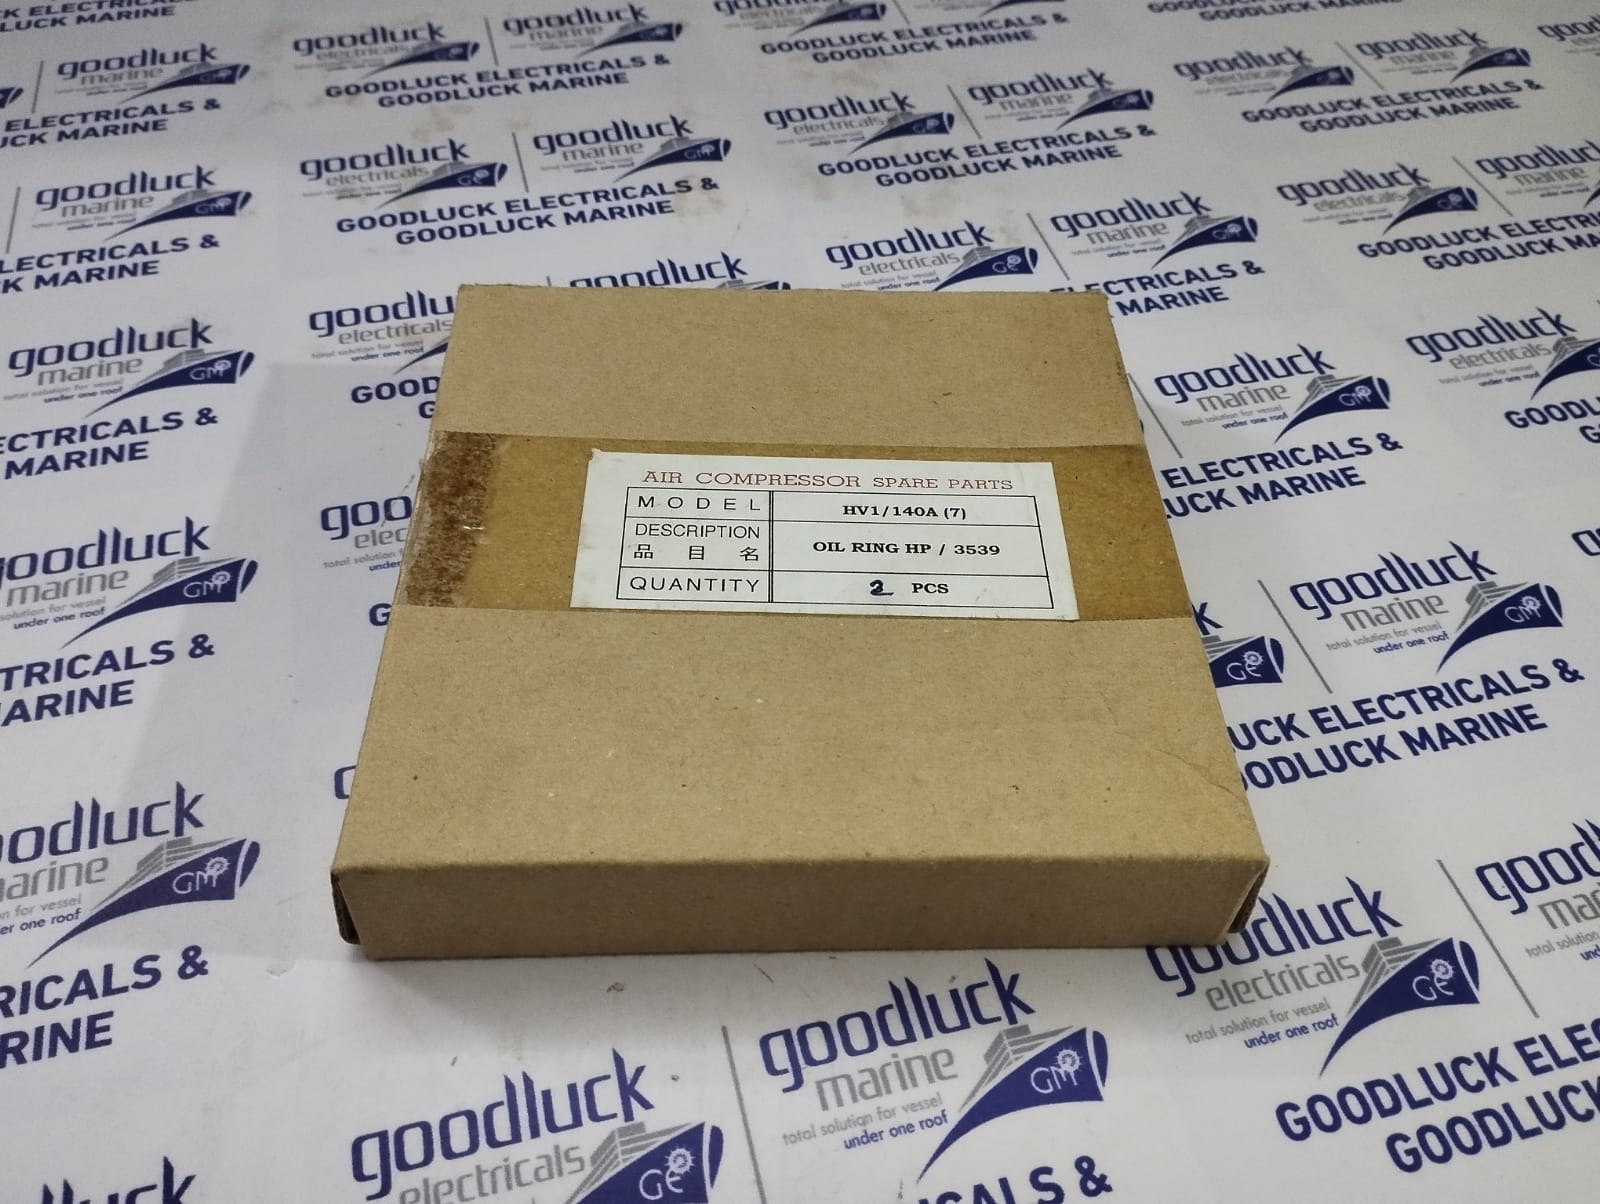 AIR COMPRESSOR SPARE PARTS
MODEL HV1/140A (7)
DESCRIPTION
品目名 OIL RING HP / 3539
QUANTITY 2 PCS
goodluck
electricals
total solution for vessel
under one roof
goodluck
marine
total solution for vessel
under one roof
GOODLUCK ELECTRICALS &
GOODLUCK MARINE